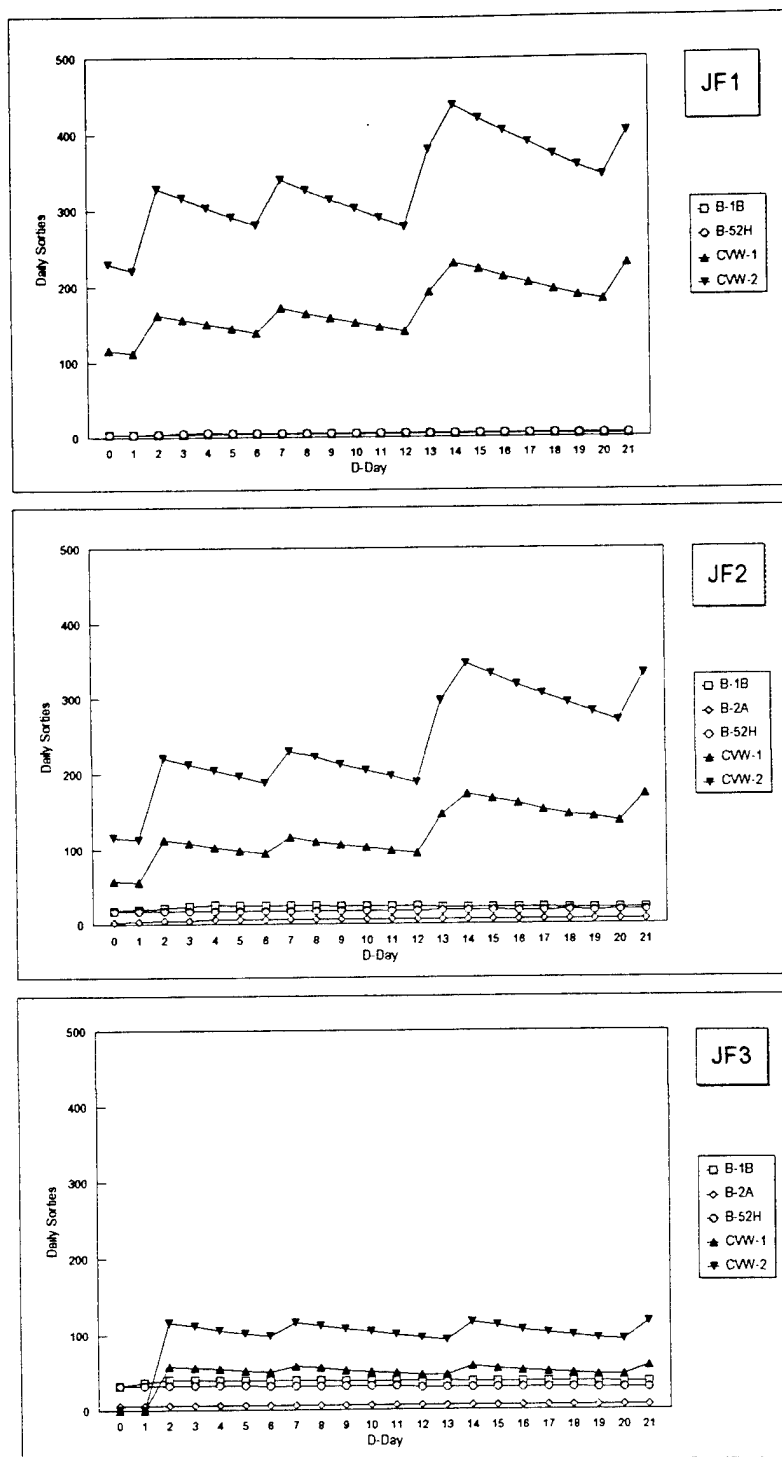 JF1
500
400
300
200
100
0
Daily Sorties
0 1 2 3 4 5 6 7 8 9 10 11 12 13 14 15 16 17 18 19 20 21
D-Day
B-1B
B-52H
CVW-1
CVW-2
JF2
500
400
300
200
100
0
Daily Sorties
0 1 2 3 4 5 6 7 8 9 10 11 12 13 14 15 16 17 18 19 20 21
D-Day
B-1B
B-2A
B-52H
CVW-1
CVW-2
JF3
500
400
300
200
100
0
Daily Sorties
0 1 2 3 4 5 6 7 8 9 10 11 12 13 14 15 16 17 18 19 20 21
D-Day
B-1B
B-2A
B-52H
CVW-1
CVW-2